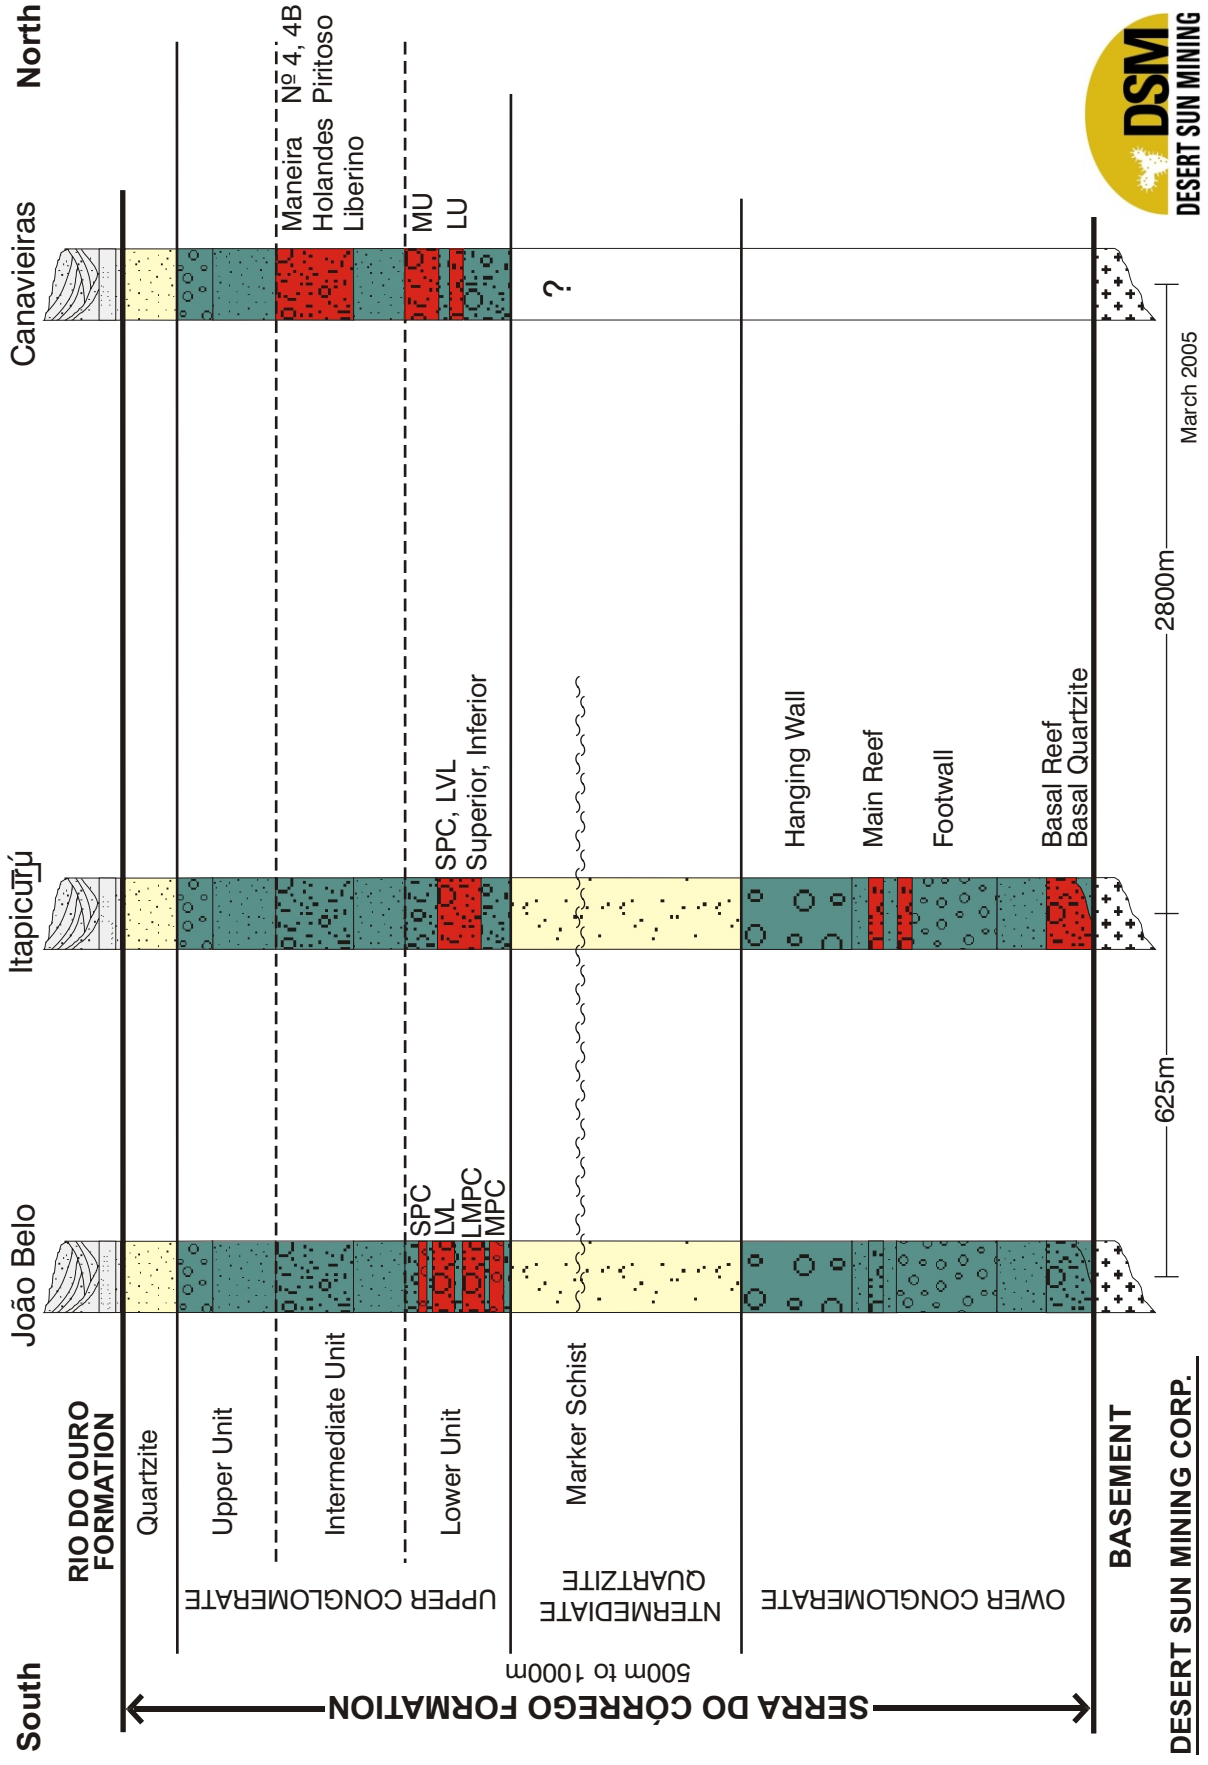 South
North
João Belo
Itapicurú
Canavieiras
RIO DO OURO
FORMATION
Quartzite
Upper Unit
Intermediate Unit
Lower Unit
Marker Schist
UPPER CONGLOMERATE
NTERMEDIATE
QUARTZITE
OWER CONGLOMERATE
SERRA DO CÓRREGO FORMATION
500m to 1000m
SPC
LVL
LMPC
MPC
SPC, LVL
Superior, Inferior
Hanging Wall
Main Reef
Footwall
Basal Reef
Basal Quartzite
Maneira Nº 4, 4B
Holandes Piritoso
Liberino
MU
LU
?
BASEMENT
625m
2800m
March 2005
DESERT SUN MINING CORP.
DSM
DESERT SUN MINING